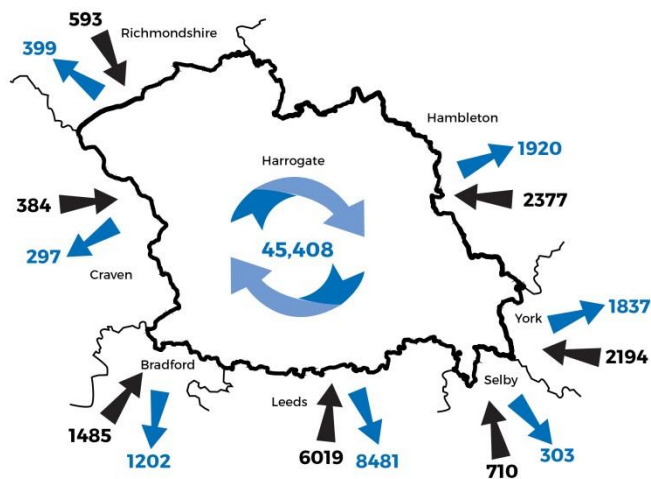 593
Richmondshire
399
Hambleton
1920
Harrogate
384
2377
45,408
297
Craven
1837
York
2194
Bradford
Selby
Leeds
1485
1202
6019
8481
710
303